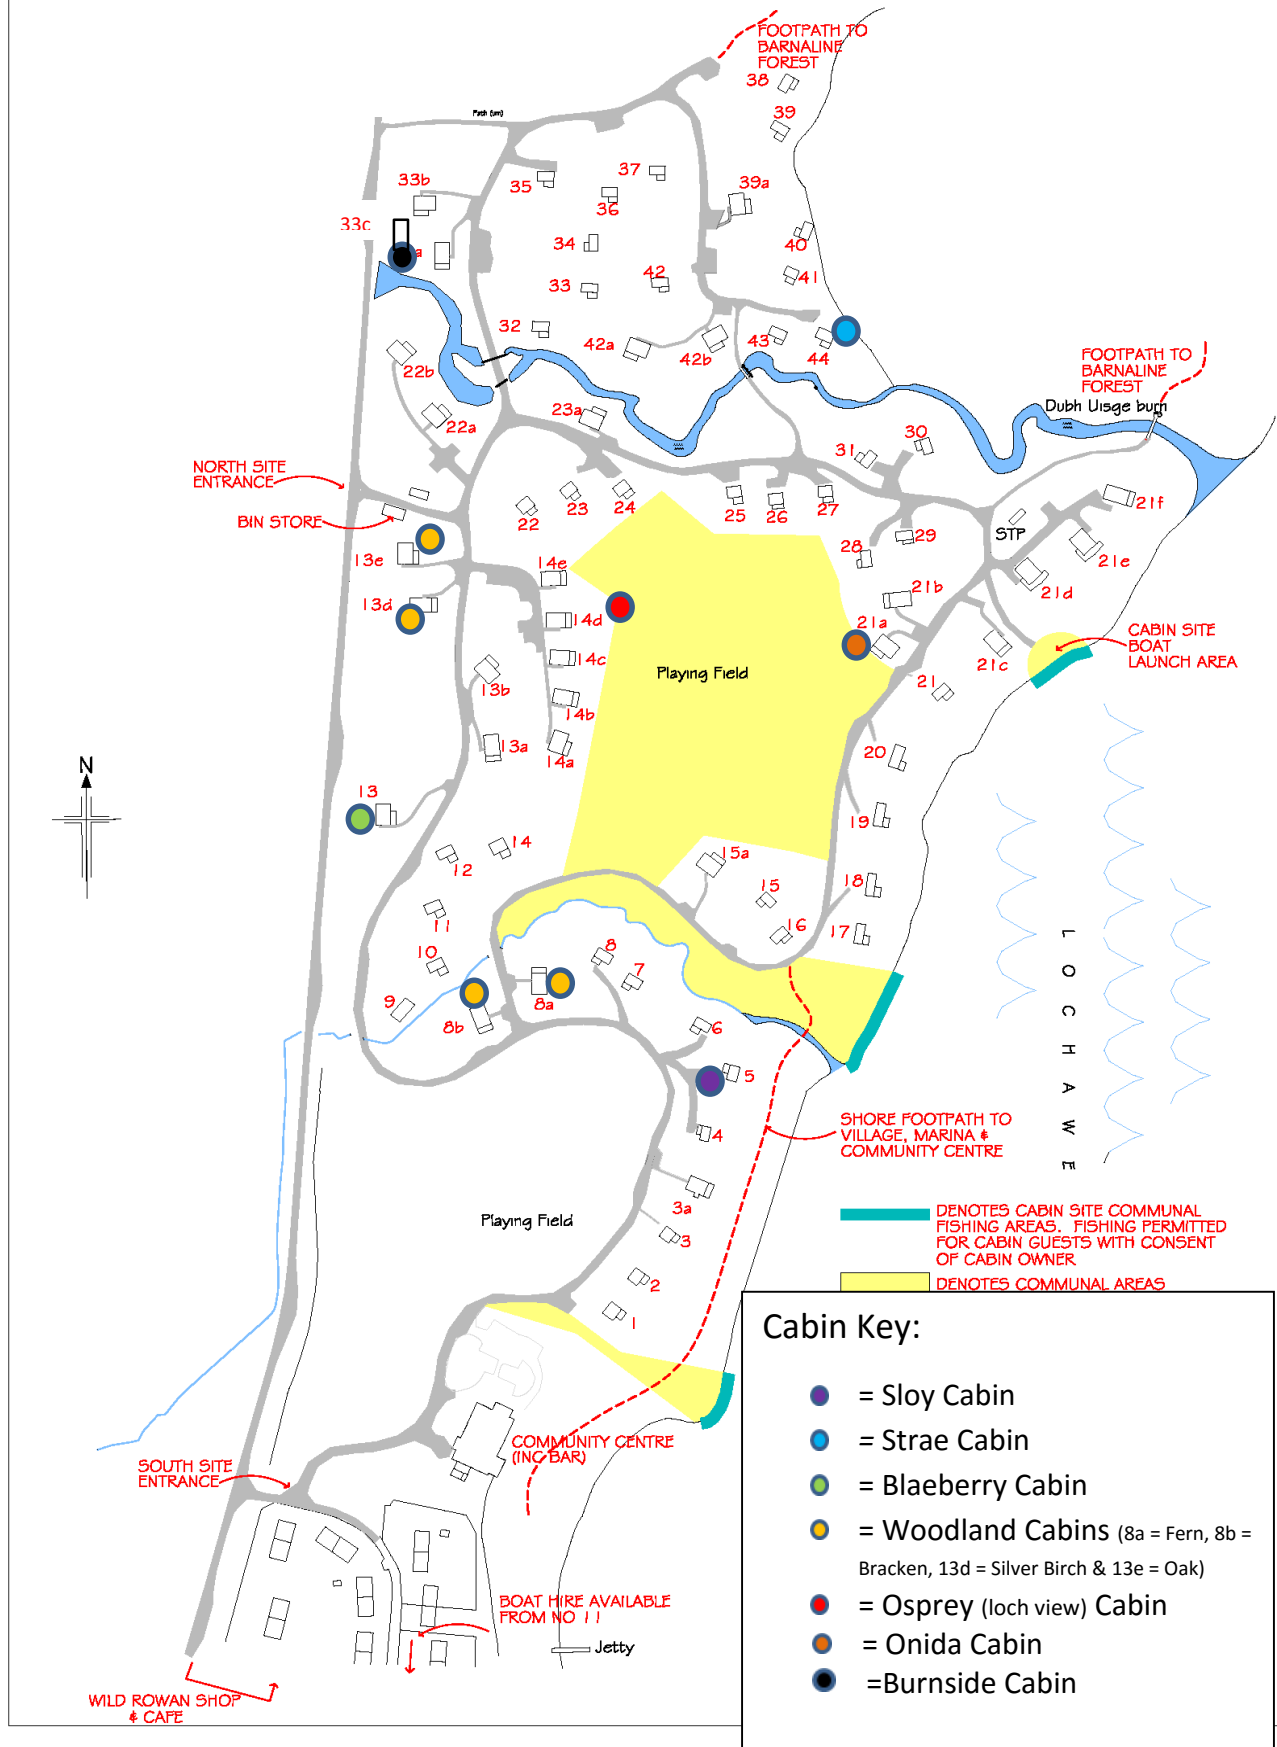 FOOTPATH TO
BARNALINE
FOREST
38
39
Path (um)
37
35
36
39a
33b
33c
a
34
40
33
42
41
32
42a
42b
43
44
22b
FOOTPATH TO
BARNALINE
FOREST
Dubh Uisge burn
22a
23a
30
31
NORTH SITE
ENTRANCE
BIN STORE
22
23
24
25
26
27
21f
STP
28
29
13e
14e
21e
21b
21d
13d
14d
21a
CABIN SITE
BOAT
LAUNCH AREA
14c
21c
Playing Field
13b
21
14b
13a
14a
20
N
13
19
14
12
15a
18
15
11
16
17
10
8
7
9
8a
8b
6
5
LOCH AWE
4
SHORE FOOTPATH TO
VILLAGE, MARINA &
COMMUNITY CENTRE
3a
Playing Field
3
2
1
DENOTES CABIN SITE COMMUNAL
FISHING AREAS. FISHING PERMITTED
FOR CABIN GUESTS WITH CONSENT
OF CABIN OWNER
DENOTES COMMUNAL AREAS
Cabin Key:
= Sloy Cabin
= Strae Cabin
= Blaeberry Cabin
= Woodland Cabins (8a = Fern, 8b =
Bracken, 13d = Silver Birch & 13e = Oak)
= Osprey (loch view) Cabin
= Onida Cabin
=Burnside Cabin
COMMUNITY CENTRE
(INC BAR)
SOUTH SITE
ENTRANCE
BOAT HIRE AVAILABLE
FROM NO 11
Jetty
WILD ROWAN SHOP
& CAFE